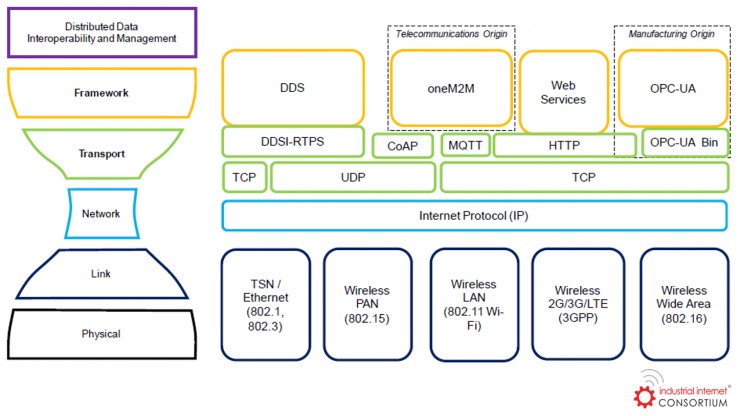 Distributed Data
Interoperability and Management
Framework
Transport
Network
Link
Physical
Telecommunications Origin
Manufacturing Origin
DDS
oneM2M
Web
Services
OPC-UA
DDSI-RTPS
CoAP
MQTT
HTTP
OPC-UA Bin
TCP
UDP
TCP
Internet Protocol (IP)
TSN /
Ethernet
(802.1,
802.3)
Wireless
PAN
(802.15)
Wireless
LAN
(802.11 Wi-
Fi)
Wireless
2G/3G/LTE
(3GPP)
Wireless
Wide Area
(802.16)
industrial internet®
CONSORTIUM